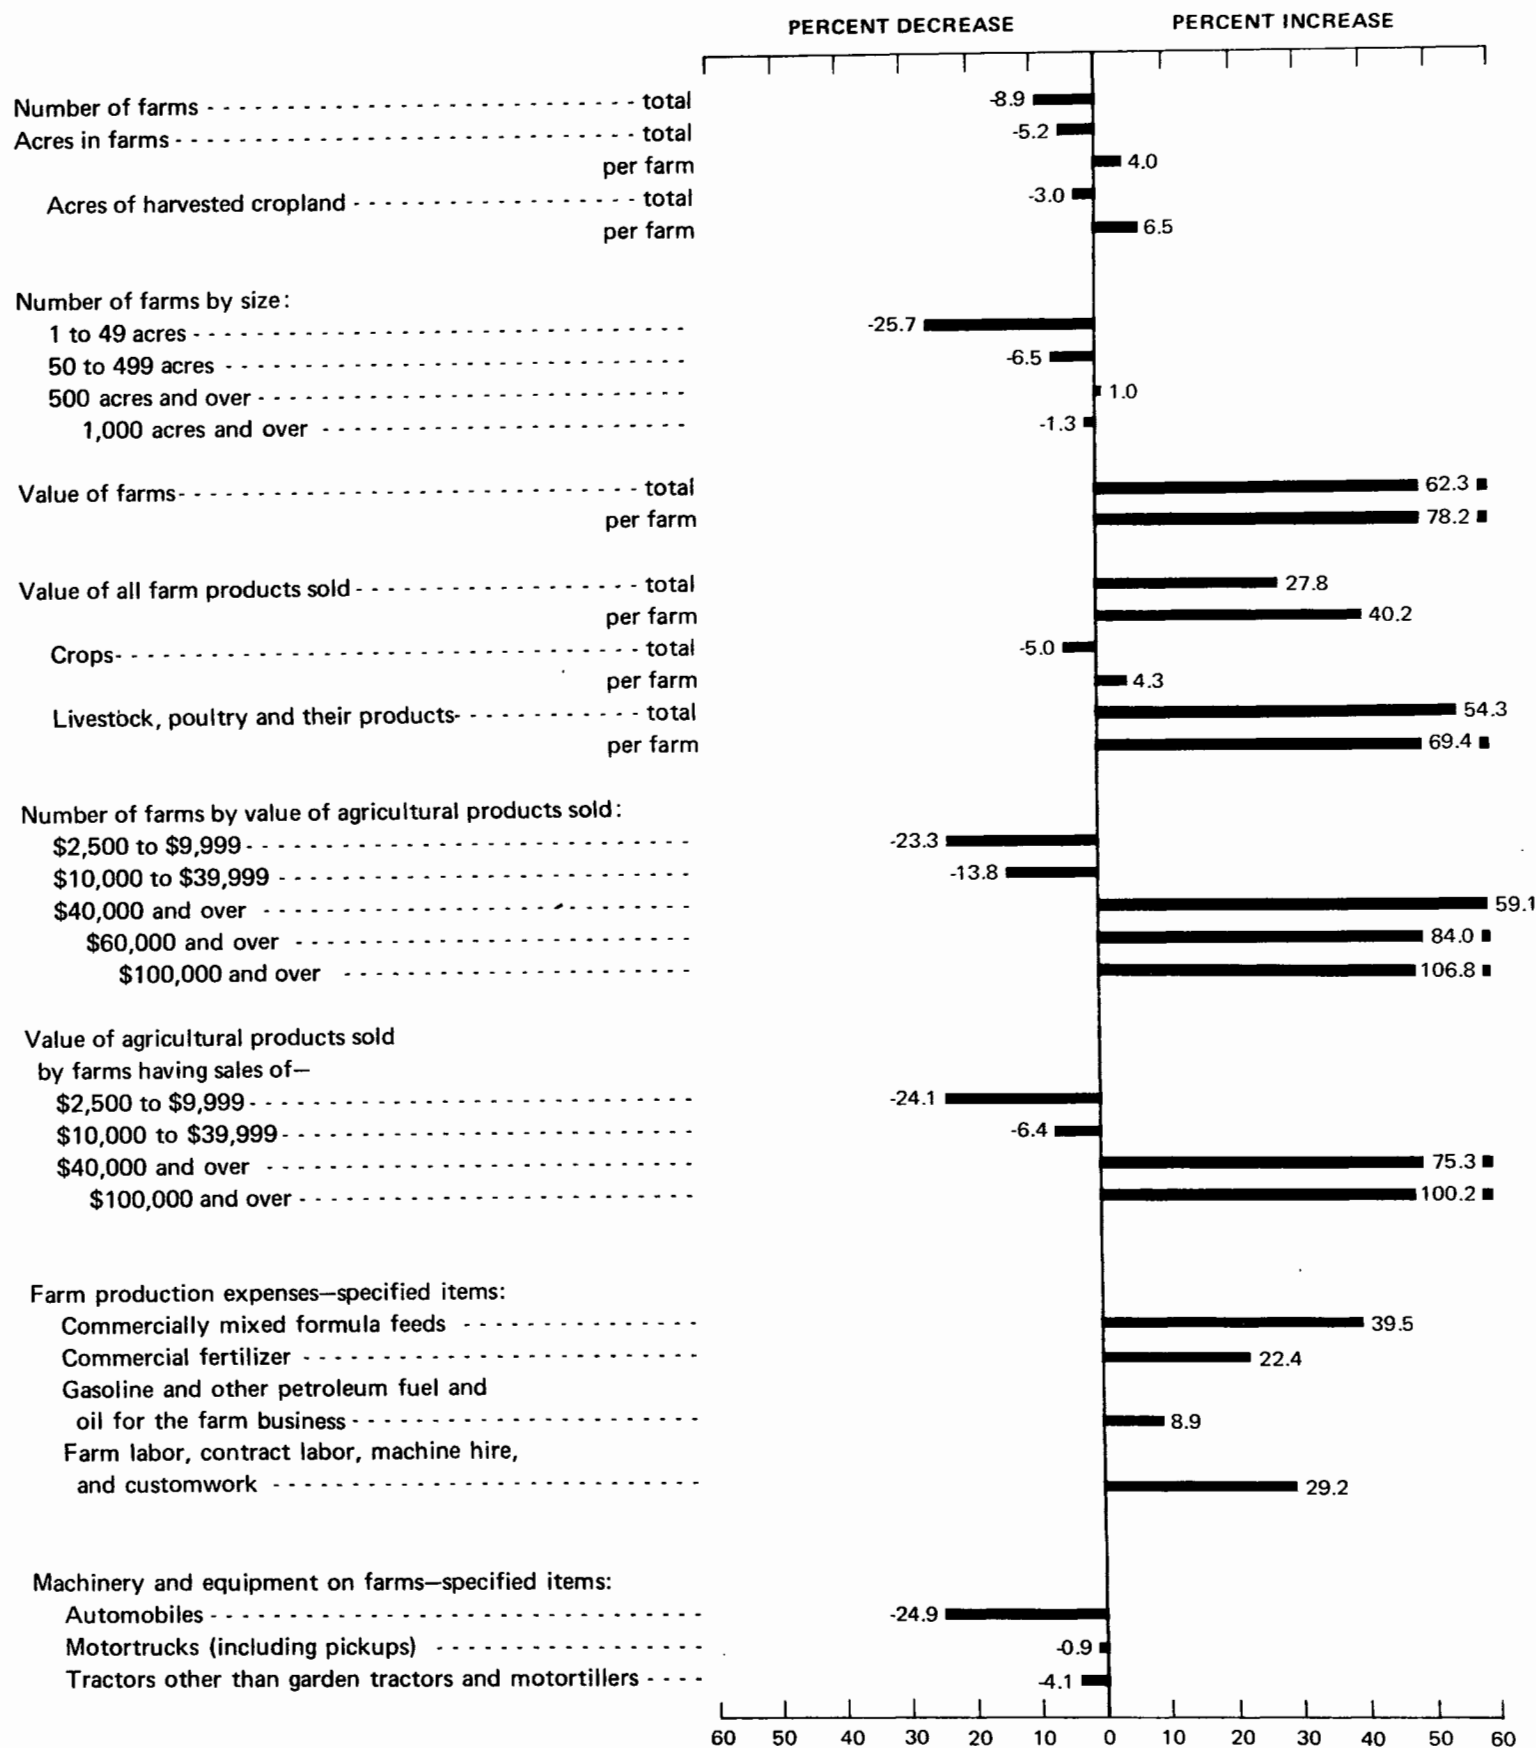 PERCENT DECREASE PERCENT INCREASE
Number of farms - - - - - - - - - - - - - - - - - - - - - - - - - - - total -8.9
Acres in farms - - - - - - - - - - - - - - - - - - - - - - - - - - - - - total -5.2
per farm 4.0
Acres of harvested cropland - - - - - - - - - - - - - - - - - - total -3.0
per farm 6.5
Number of farms by size:
1 to 49 acres - - - - - - - - - - - - - - - - - - - - - - - - - - - - - - - -25.7
50 to 499 acres - - - - - - - - - - - - - - - - - - - - - - - - - - - - - -6.5
500 acres and over - - - - - - - - - - - - - - - - - - - - - - - - - - - 1.0
1,000 acres and over - - - - - - - - - - - - - - - - - - - - - - - -1.3
Value of farms - - - - - - - - - - - - - - - - - - - - - - - - - - - - - total 62.3
per farm 78.2
Value of all farm products sold - - - - - - - - - - - - - - - - - - total 27.8
per farm 40.2
Crops - - - - - - - - - - - - - - - - - - - - - - - - - - - - - - - - - total -5.0
per farm 4.3
Livestock, poultry and their products - - - - - - - - - - - - total 54.3
per farm 69.4
Number of farms by value of agricultural products sold:
$2,500 to $9,999 - - - - - - - - - - - - - - - - - - - - - - - - - - - - -23.3
$10,000 to $39,999 - - - - - - - - - - - - - - - - - - - - - - - - - - -13.8
$40,000 and over - - - - - - - - - - - - - - - - - - - - - - - - - - - 59.1
$60,000 and over - - - - - - - - - - - - - - - - - - - - - - - - - 84.0
$100,000 and over - - - - - - - - - - - - - - - - - - - - - - 106.8
Value of agricultural products sold
by farms having sales of—
$2,500 to $9,999 - - - - - - - - - - - - - - - - - - - - - - - - - - - - -24.1
$10,000 to $39,999 - - - - - - - - - - - - - - - - - - - - - - - - - - -6.4
$40,000 and over - - - - - - - - - - - - - - - - - - - - - - - - - - - 75.3
$100,000 and over - - - - - - - - - - - - - - - - - - - - - - - - - 100.2
Farm production expenses—specified items:
Commercially mixed formula feeds - - - - - - - - - - - - - - - 39.5
Commercial fertilizer - - - - - - - - - - - - - - - - - - - - - - - - - 22.4
Gasoline and other petroleum fuel and
oil for the farm business - - - - - - - - - - - - - - - - - - - - - - 8.9
Farm labor, contract labor, machine hire,
and customwork - - - - - - - - - - - - - - - - - - - - - - - - - - - 29.2
Machinery and equipment on farms—specified items:
Automobiles - - - - - - - - - - - - - - - - - - - - - - - - - - - - - - - -24.9
Motortrucks (including pickups) - - - - - - - - - - - - - - - - - -0.9
Tractors other than garden tractors and motortillers - - - - -4.1
60 50 40 30 20 10 0 10 20 30 40 50 60